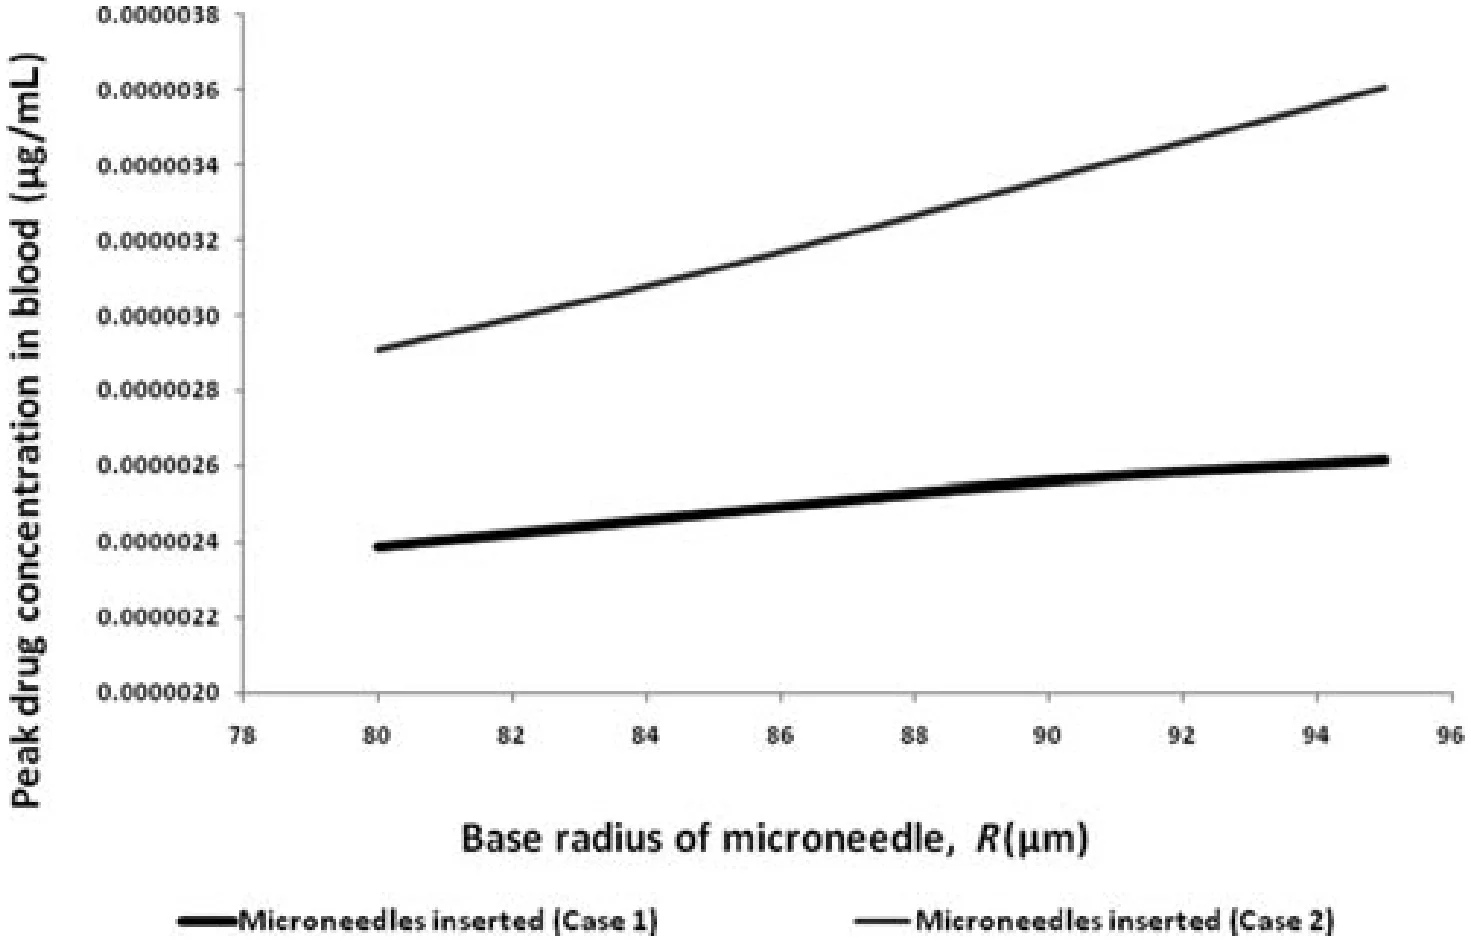 Peak drug concentration in blood (µg/mL)
0.0000038
0.0000036
0.0000034
0.0000032
0.0000030
0.0000028
0.0000026
0.0000024
0.0000022
0.0000020
78 80 82 84 86 88 90 92 94 96
Base radius of microneedle, R(µm)
Microneedles inserted (Case 1) Microneedles inserted (Case 2)